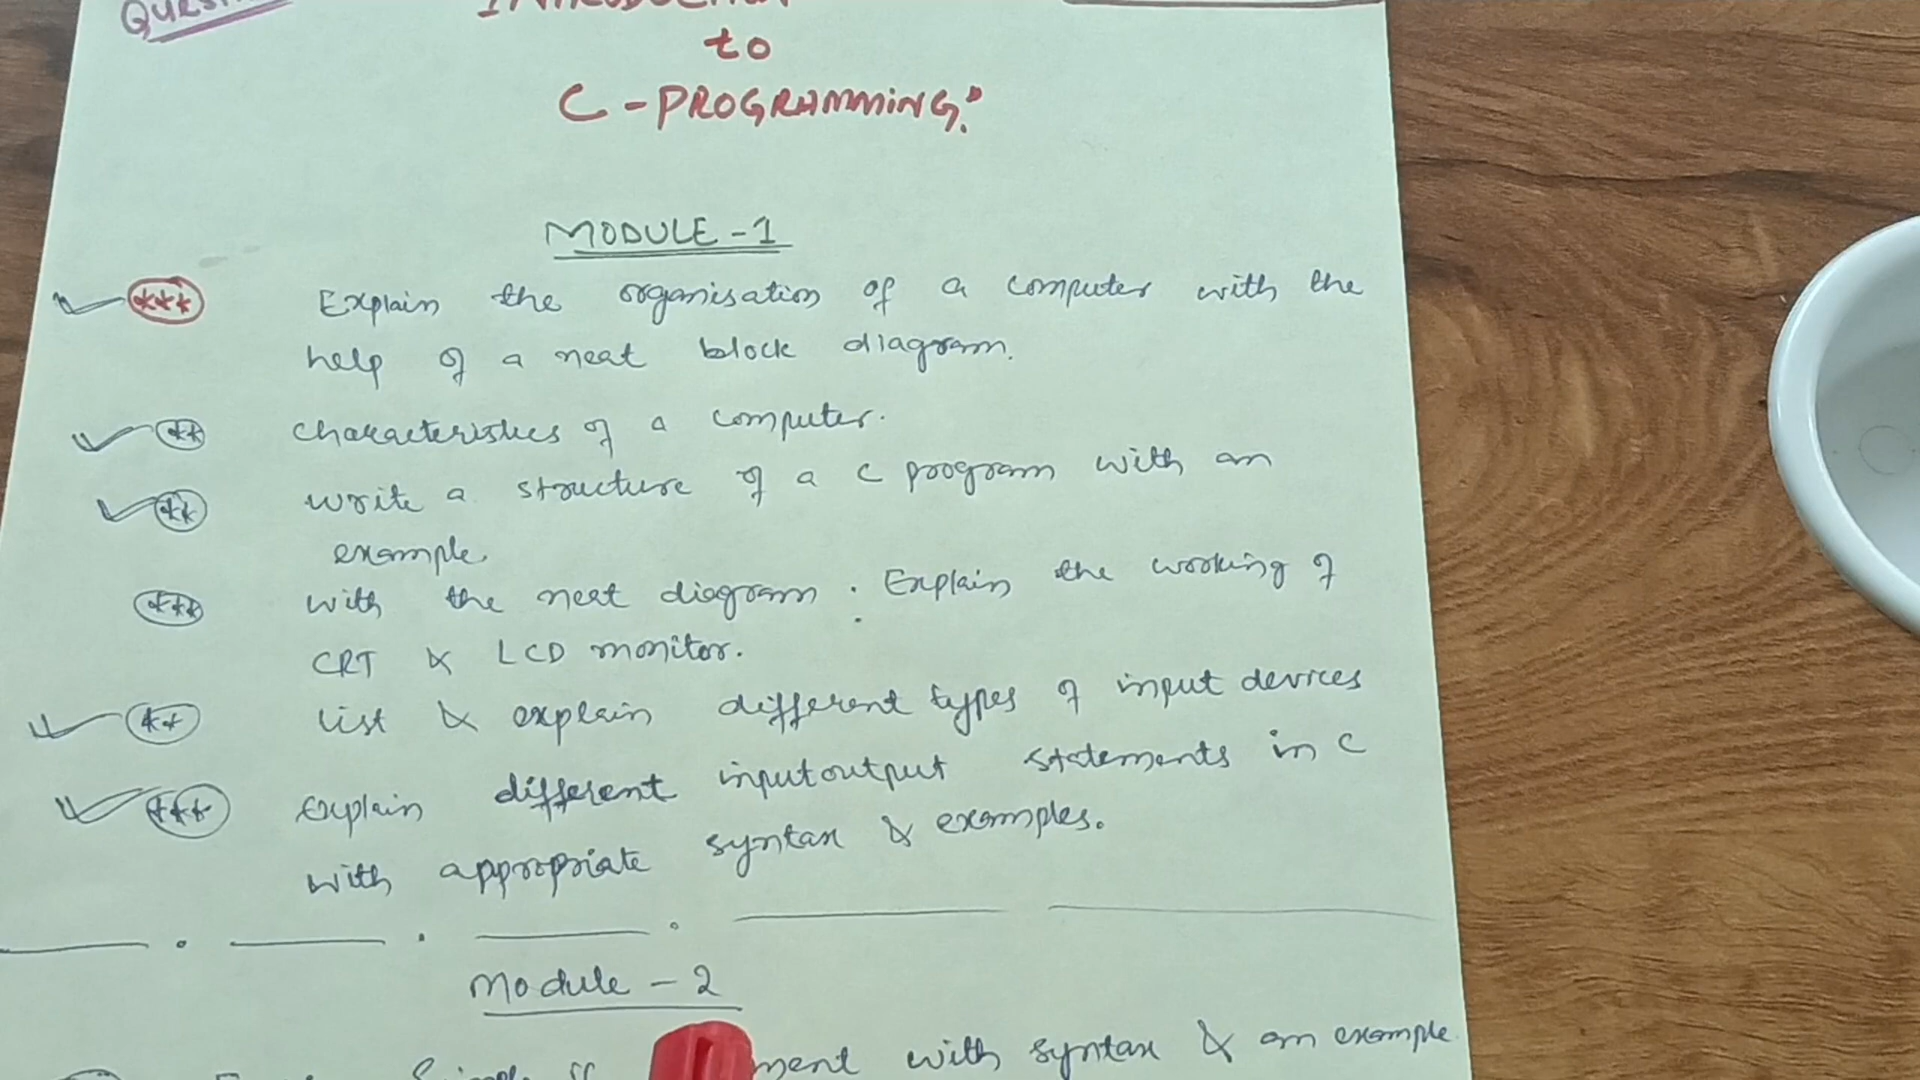 INTRODUCTION
to
C-PROGRAMMING"
MODULE-1
*** Explain the organisation of a computer with the
help of a neat block diagram.
** characteristics of a computer.
** write a structure of a C program with an
example.
*** with the neat diagram. Explain the working of
CRT & LCD monitor.
** list & explain different types of input devices
*** Explain different input output statements in C
with appropriate syntax & examples.
Module - 2
with syntax & an example